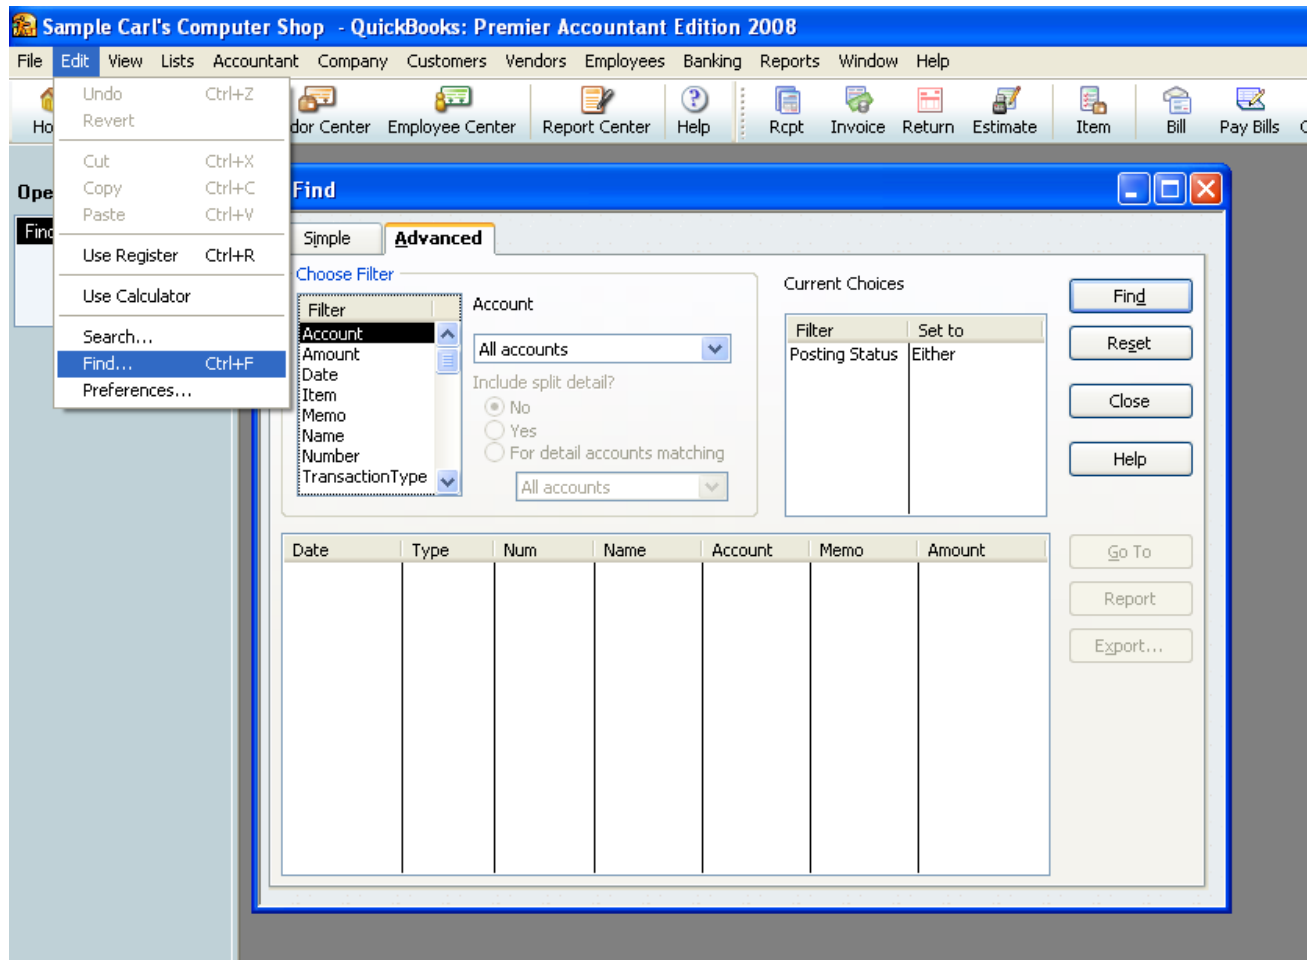 Sample Carl's Computer Shop - QuickBooks: Premier Accountant Edition 2008
File Edit View Lists Accountant Company Customers Vendors Employees Banking Reports Window Help
Undo Ctrl+Z
Revert
Cut Ctrl+X
Copy Ctrl+C
Paste Ctrl+V
Use Register Ctrl+R
Use Calculator
Search...
Find... Ctrl+F
Preferences...
Ho dor Center Employee Center Report Center Help Rcpt Invoice Return Estimate Item Bill Pay Bills
Ope
Find
Find
Simple Advanced
Choose Filter
Filter
Account
Amount
Date
Item
Memo
Name
Number
TransactionType
Account
All accounts
Include split detail?
No
Yes
For detail accounts matching
All accounts
Current Choices
Filter Set to
Posting Status Either
Find
Reset
Close
Help
Date Type Num Name Account Memo Amount
Go To
Report
Export...